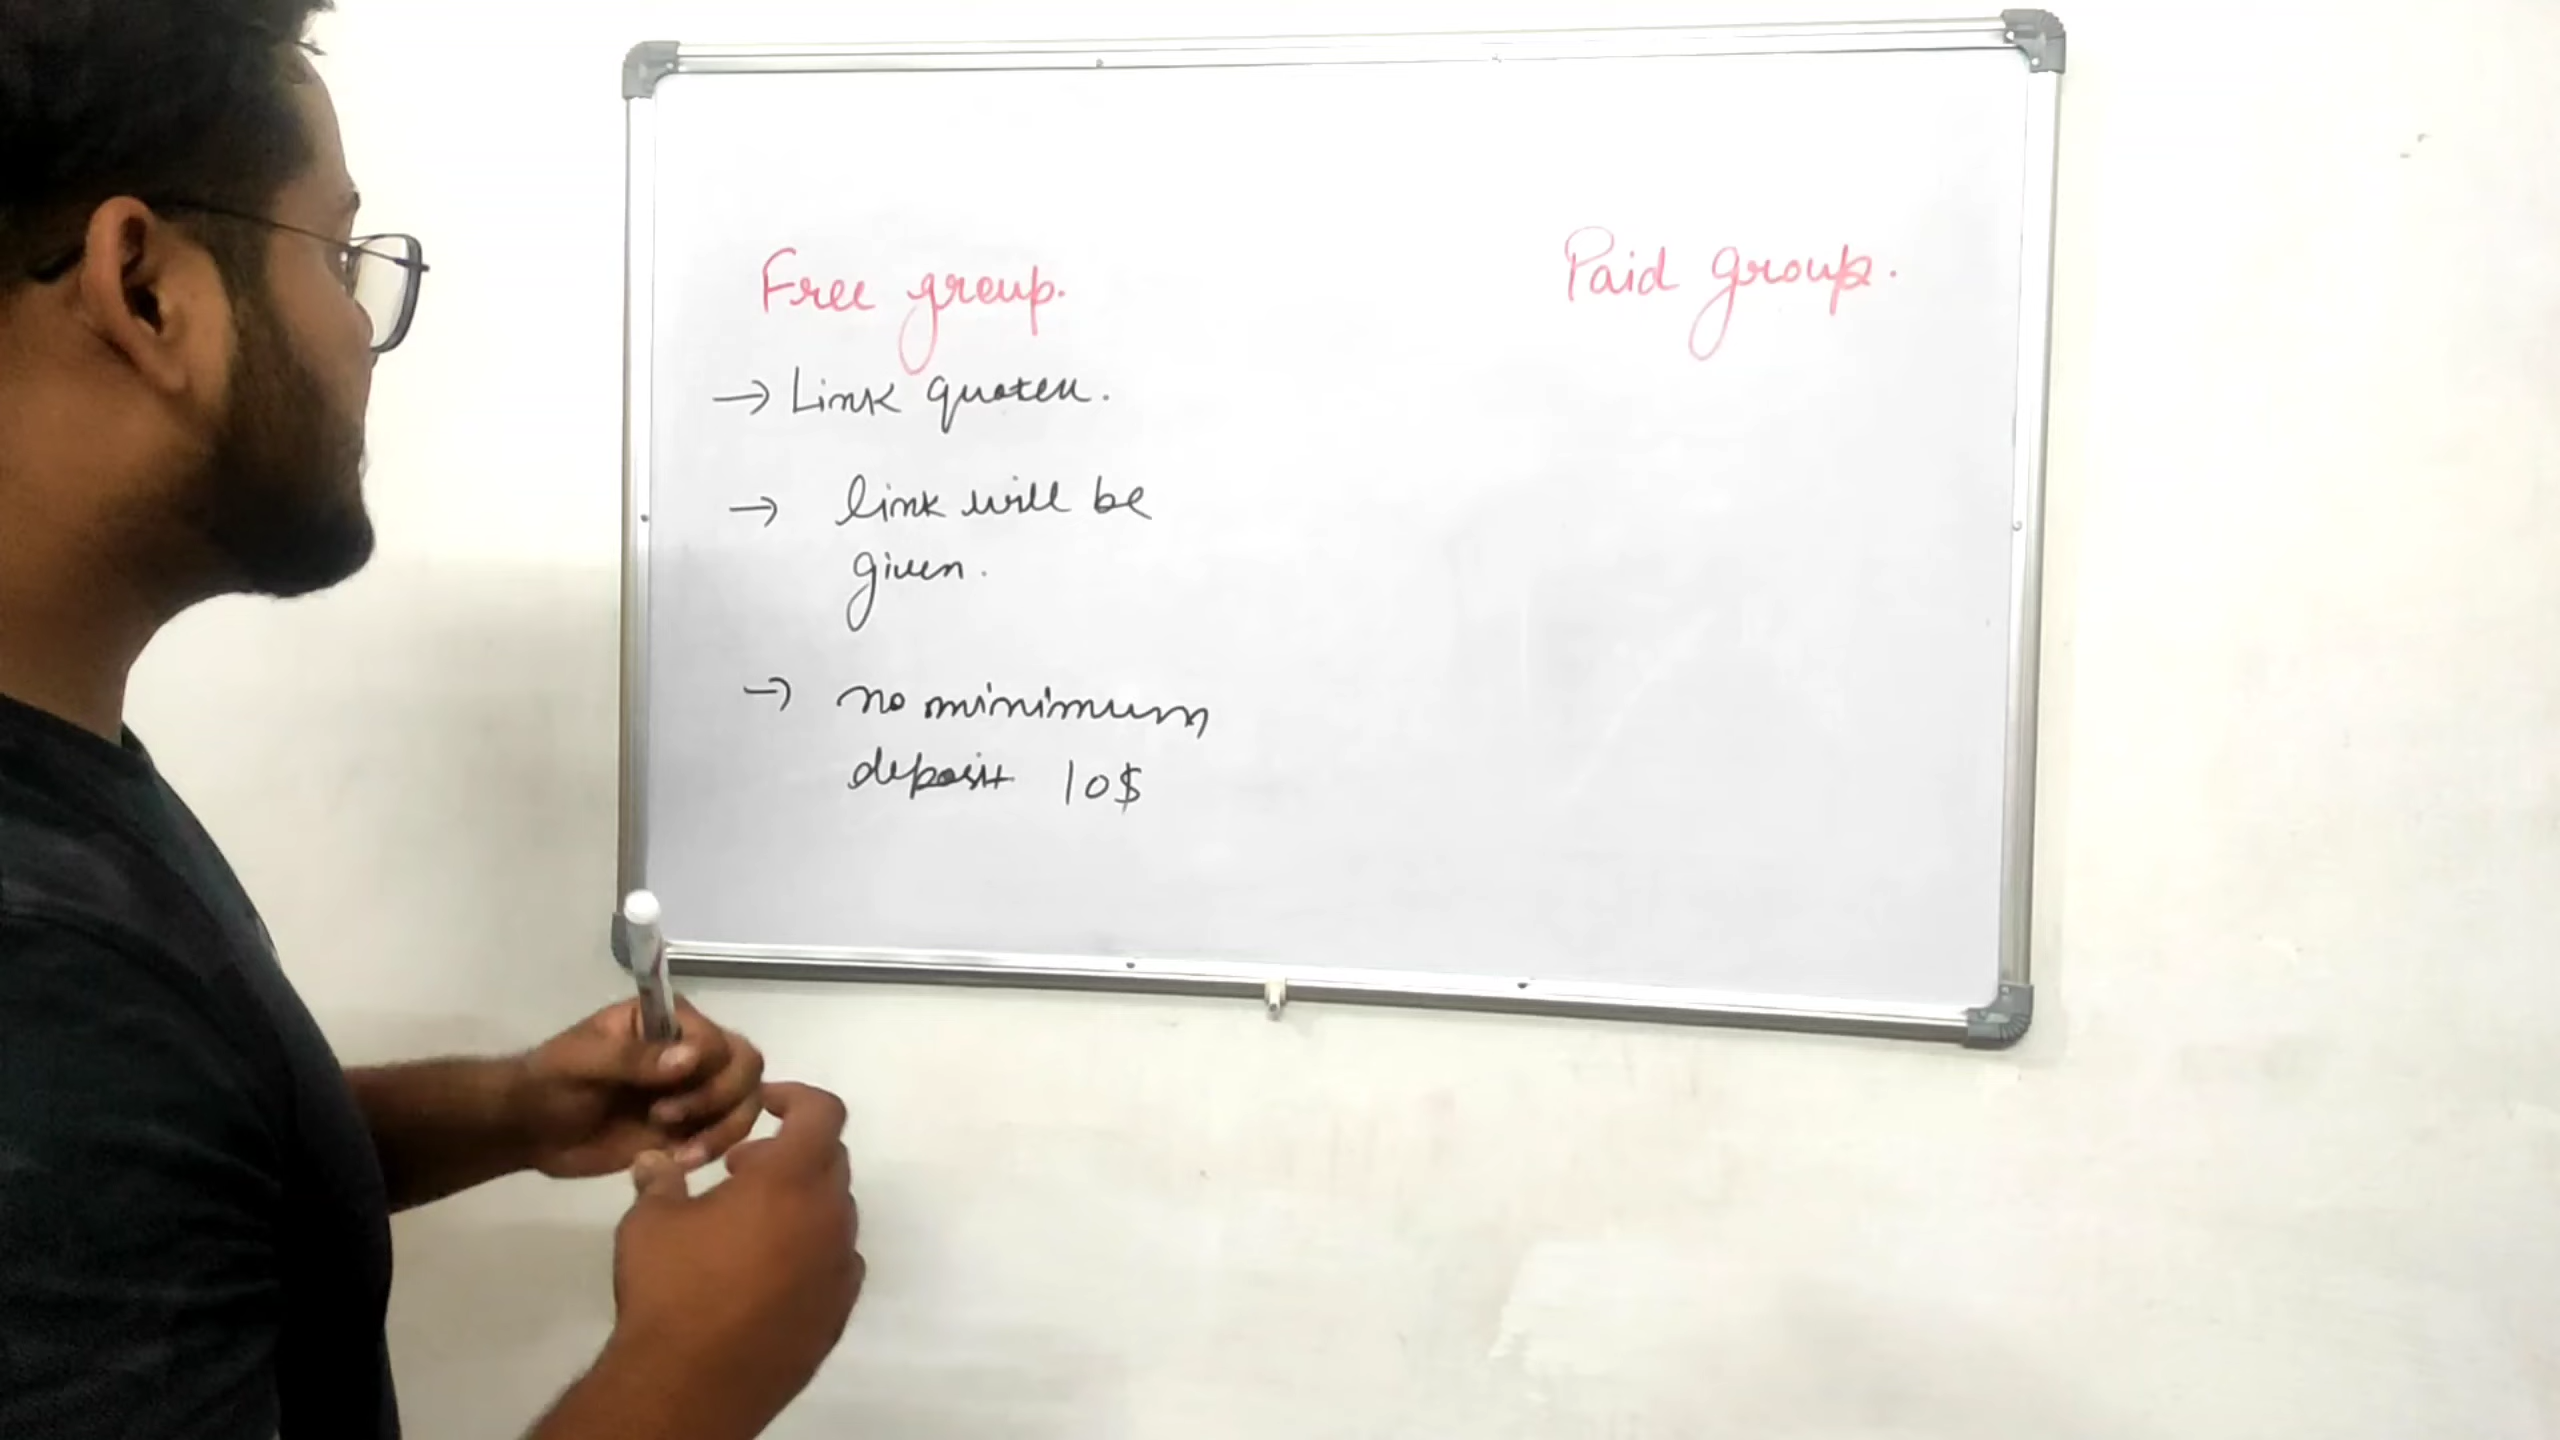 Free group.
Paid group.
→ Link quotex.
→ link will be
given.
→ no minimum
deposit 10$